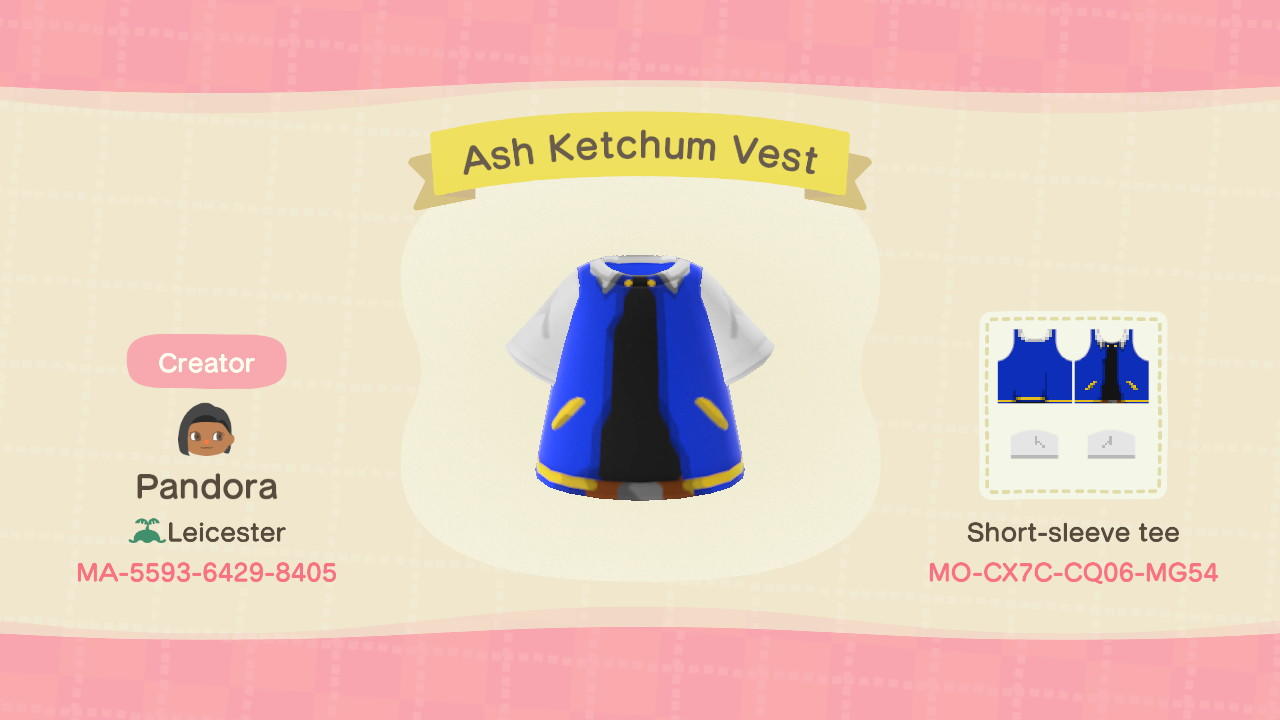 Ash Ketchum Vest
Creator
Pandora
Leicester
MA-5593-6429-8405
Short-sleeve tee
MO-CX7C-CQ06-MG54